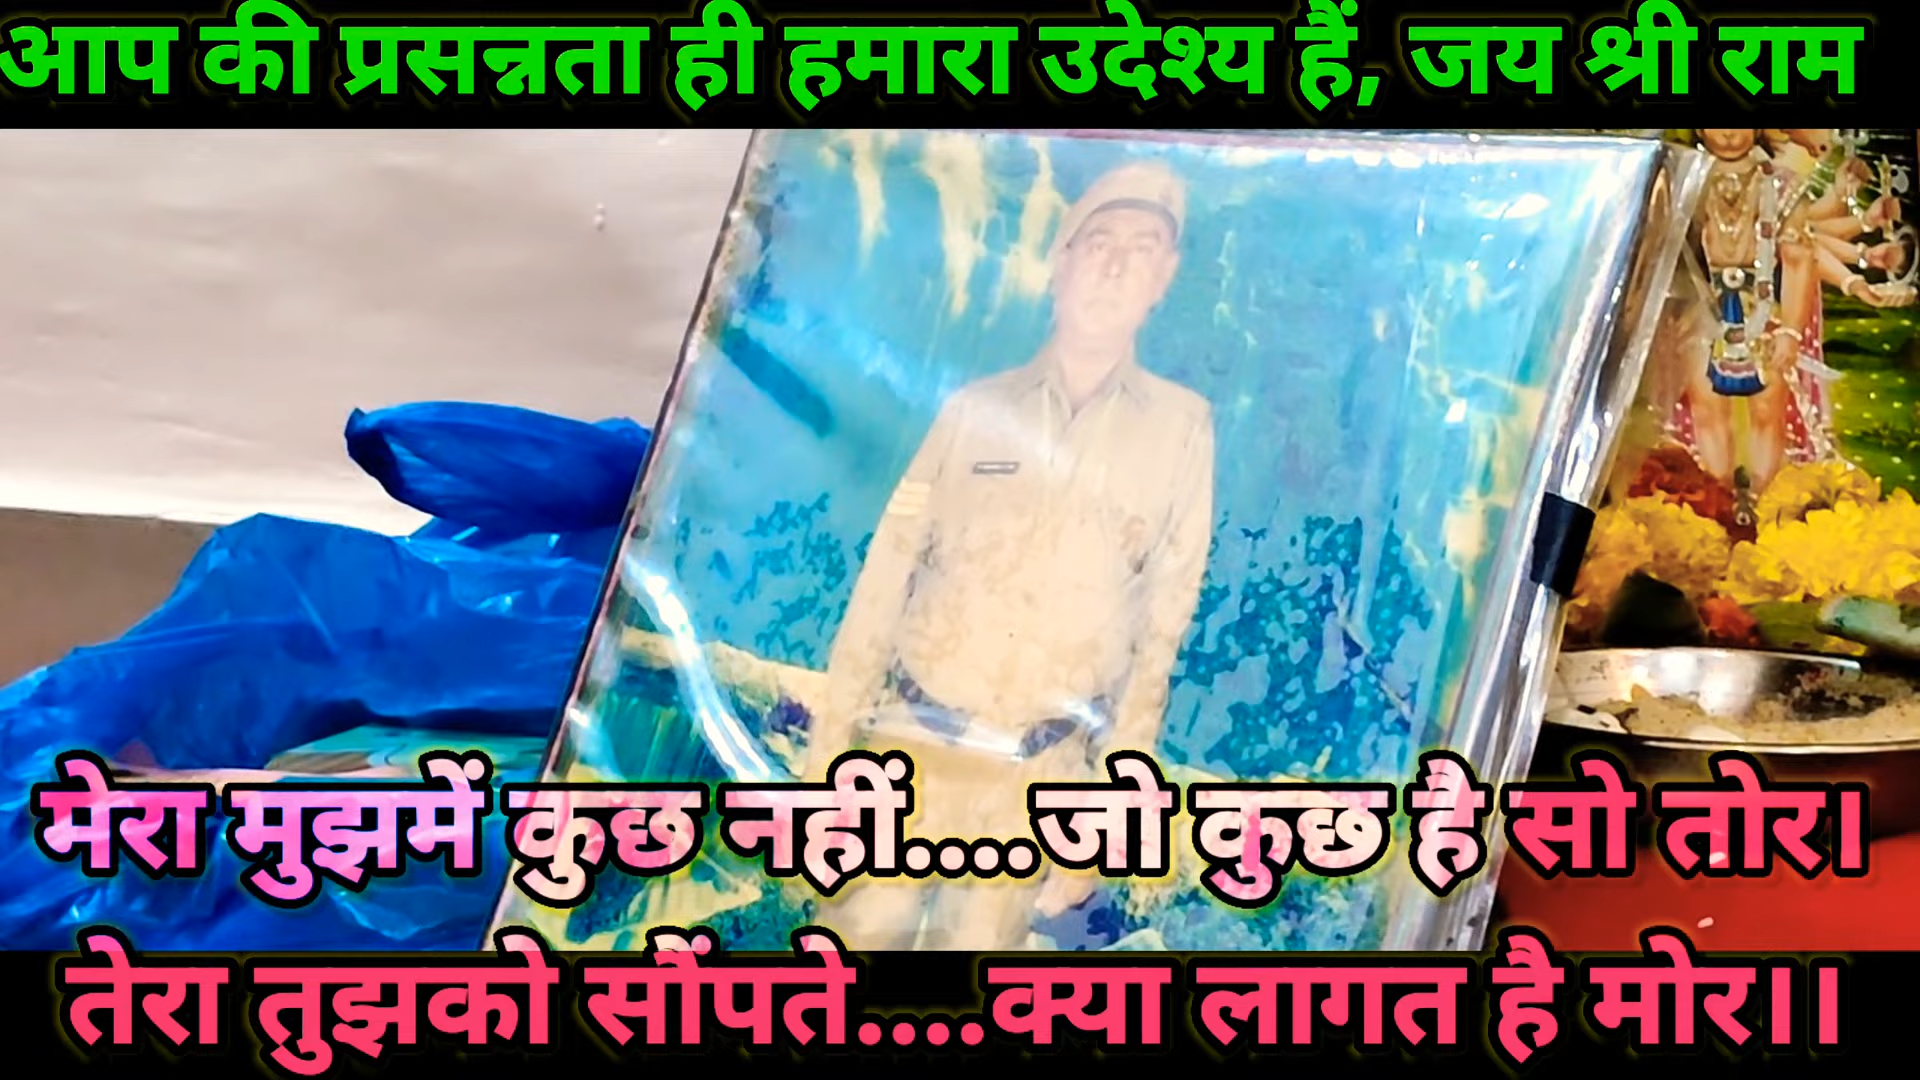 आप की प्रसन्नता ही हमारा उदेश्य हैं, जय श्री राम
मेरा मुझमें कुछ नहीं....जो कुछ है सो तोर।
तेरा तुझको सौंपते....क्या लागत है मोर।।